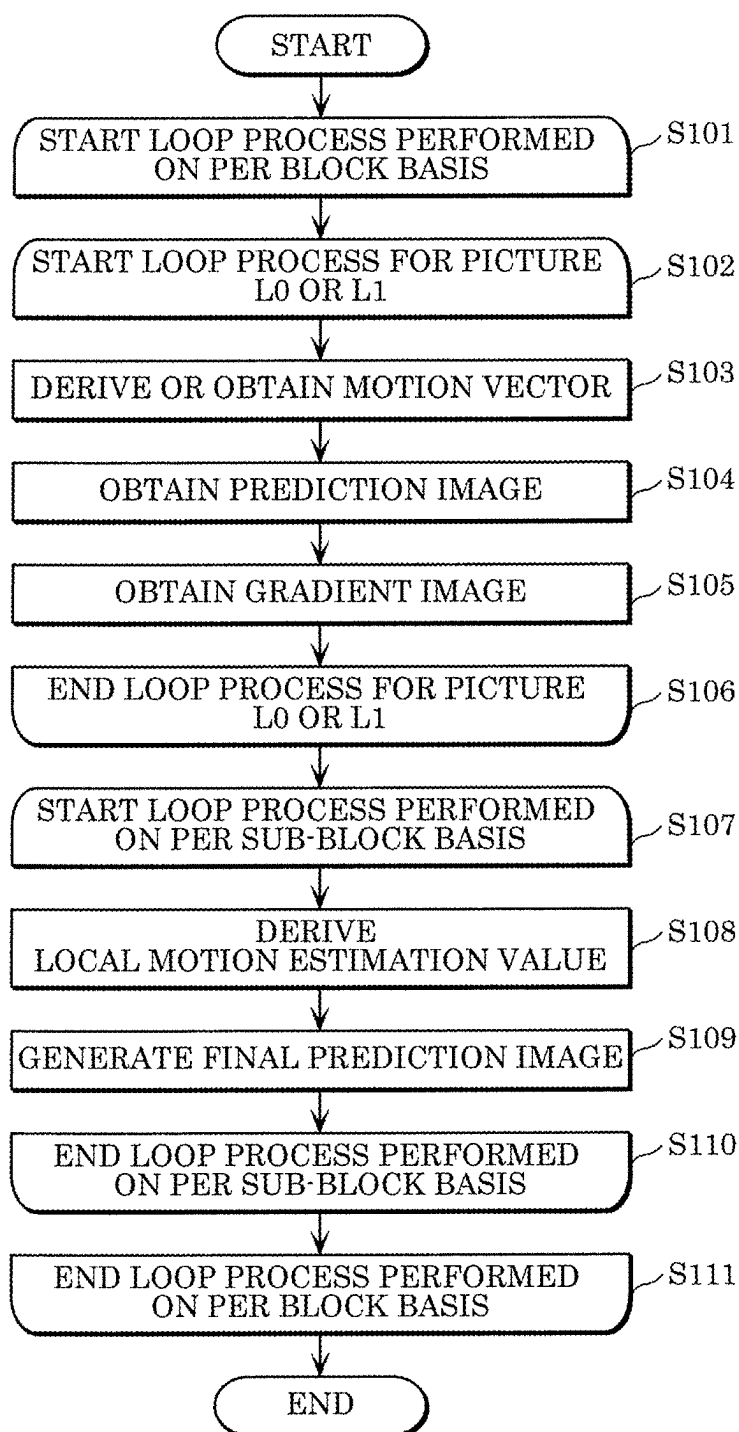 START
START LOOP PROCESS PERFORMED
ON PER BLOCK BASIS
S101
START LOOP PROCESS FOR PICTURE
L0 OR L1
S102
DERIVE OR OBTAIN MOTION VECTOR
S103
OBTAIN PREDICTION IMAGE
S104
OBTAIN GRADIENT IMAGE
S105
END LOOP PROCESS FOR PICTURE
L0 OR L1
S106
START LOOP PROCESS PERFORMED
ON PER SUB-BLOCK BASIS
S107
DERIVE
LOCAL MOTION ESTIMATION VALUE
S108
GENERATE FINAL PREDICTION IMAGE
S109
END LOOP PROCESS PERFORMED
ON PER SUB-BLOCK BASIS
S110
END LOOP PROCESS PERFORMED
ON PER BLOCK BASIS
S111
END